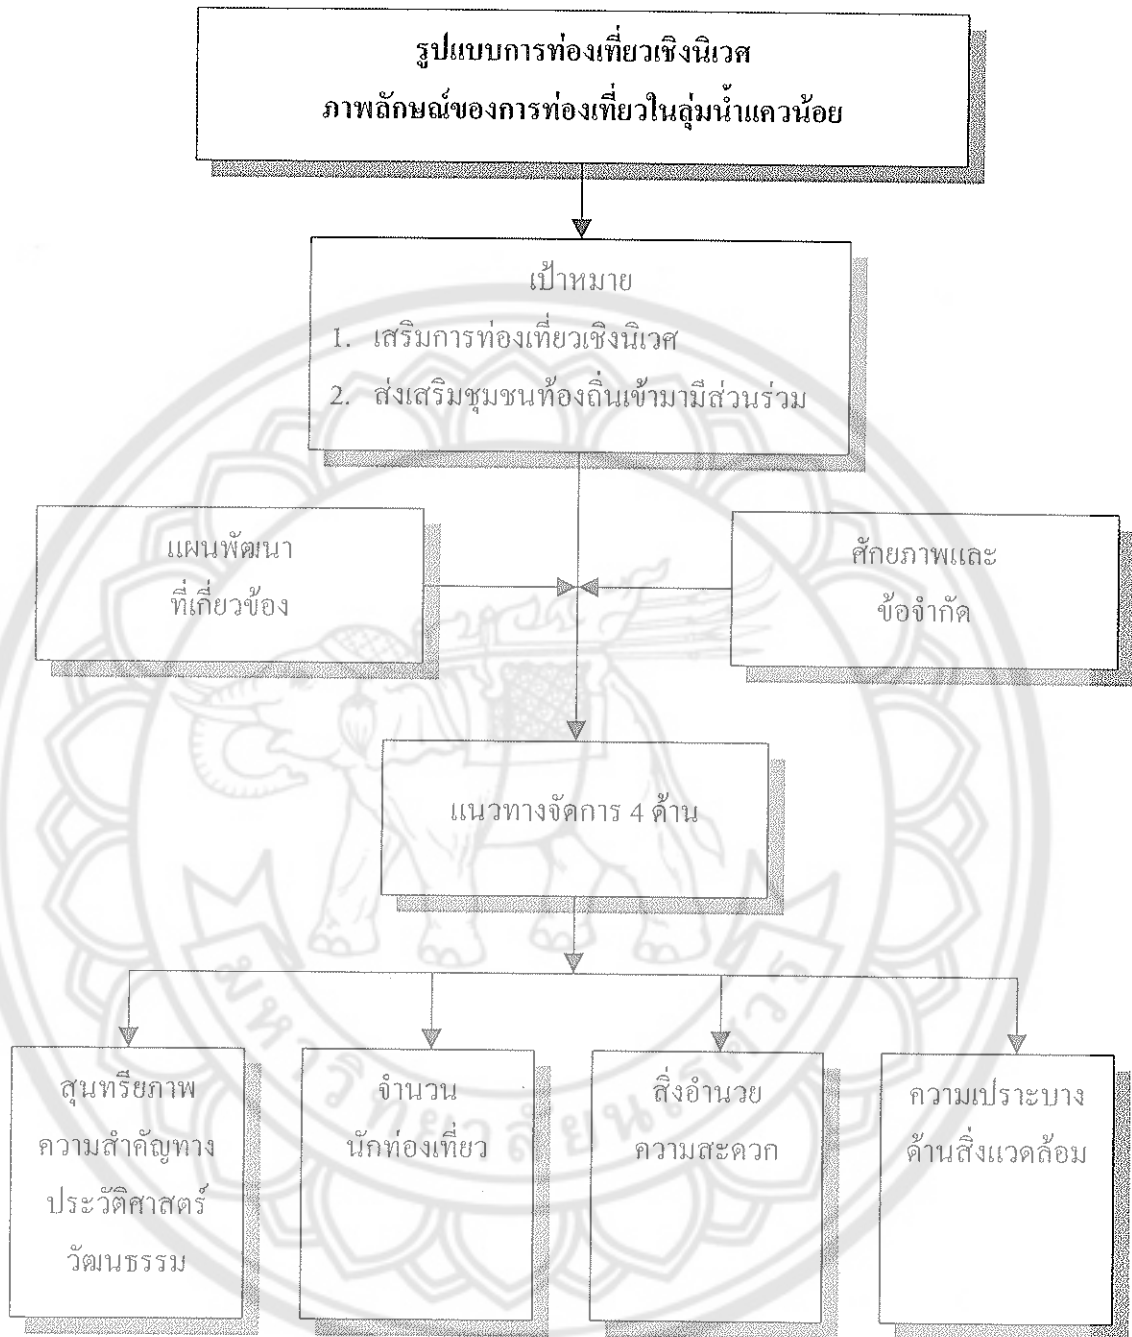 รูปแบบการท่องเที่ยวเชิงนิเวศ
ภาพลักษณ์ของการท่องเที่ยวในลุ่มน้ำแควน้อย
เป้าหมาย
1. เสริมการท่องเที่ยวเชิงนิเวศ
2. ส่งเสริมชุมชนท้องถิ่นเข้ามามีส่วนร่วม
แผนพัฒนา
ที่เกี่ยวข้อง
ศักยภาพและ
ข้อจำกัด
แนวทางจัดการ 4 ด้าน
สุนทรียภาพ
ความสำคัญทาง
ประวัติศาสตร์
วัฒนธรรม
จำนวน
นักท่องเที่ยว
สิ่งอำนวย
ความสะดวก
ความเปราะบาง
ด้านสิ่งแวดล้อม